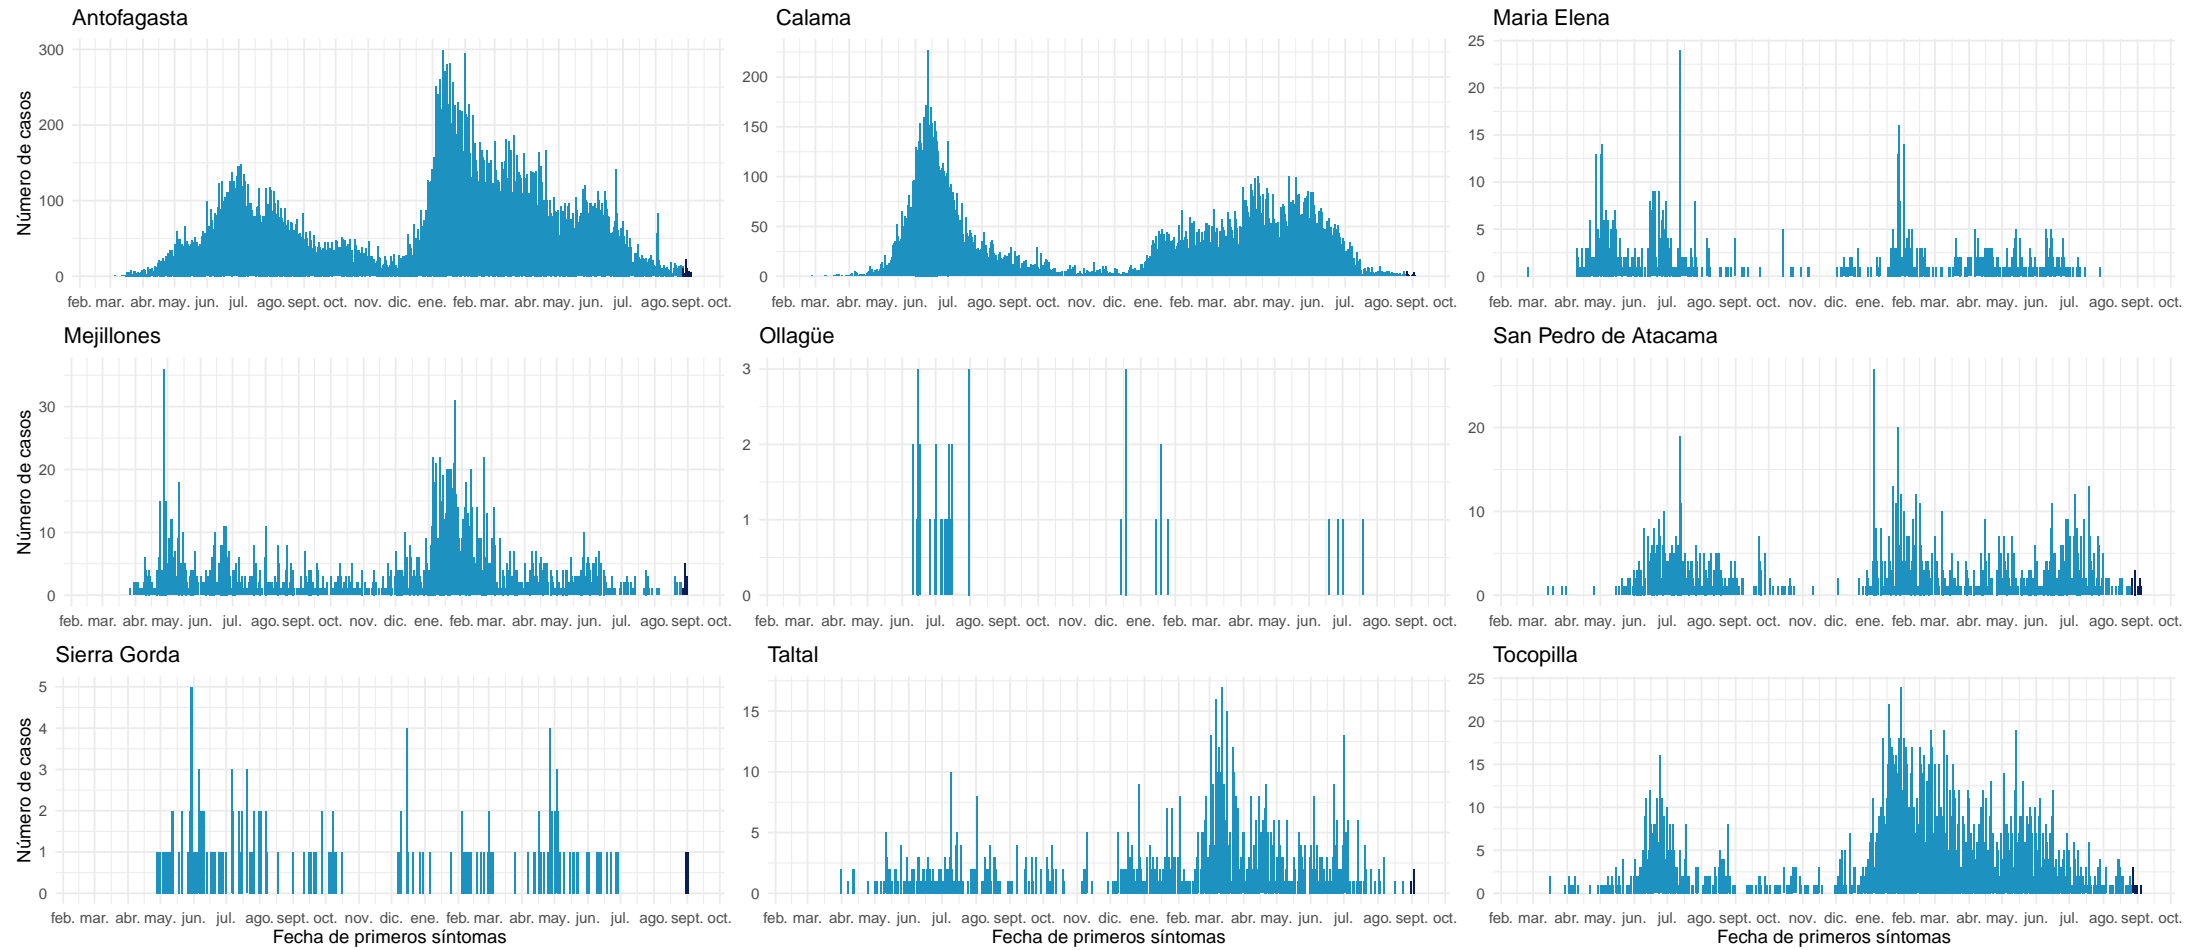 Antofagasta
Calama
Maria Elena
Número de casos
300
200
100
0
200
150
100
50
0
25
20
15
10
5
0
feb. mar. abr. may. jun. jul. ago. sept. oct. nov. dic. ene. feb. mar. abr. may. jun. jul. ago. sept. oct.
feb. mar. abr. may. jun. jul. ago. sept. oct. nov. dic. ene. feb. mar. abr. may. jun. jul. ago. sept. oct.
feb. mar. abr. may. jun. jul. ago. sept. oct. nov. dic. ene. feb. mar. abr. may. jun. jul. ago. sept. oct.
Mejillones
Ollagüe
San Pedro de Atacama
Número de casos
30
20
10
0
3
2
1
0
20
10
0
feb. mar. abr. may. jun. jul. ago. sept. oct. nov. dic. ene. feb. mar. abr. may. jun. jul. ago. sept. oct.
feb. mar. abr. may. jun. jul. ago. sept. oct. nov. dic. ene. feb. mar. abr. may. jun. jul. ago. sept. oct.
feb. mar. abr. may. jun. jul. ago. sept. oct. nov. dic. ene. feb. mar. abr. may. jun. jul. ago. sept. oct.
Sierra Gorda
Taltal
Tocopilla
Número de casos
5
4
3
2
1
0
15
10
5
0
25
20
15
10
5
0
feb. mar. abr. may. jun. jul. ago. sept. oct. nov. dic. ene. feb. mar. abr. may. jun. jul. ago. sept. oct.
feb. mar. abr. may. jun. jul. ago. sept. oct. nov. dic. ene. feb. mar. abr. may. jun. jul. ago. sept. oct.
feb. mar. abr. may. jun. jul. ago. sept. oct. nov. dic. ene. feb. mar. abr. may. jun. jul. ago. sept. oct.
Fecha de primeros síntomas
Fecha de primeros síntomas
Fecha de primeros síntomas